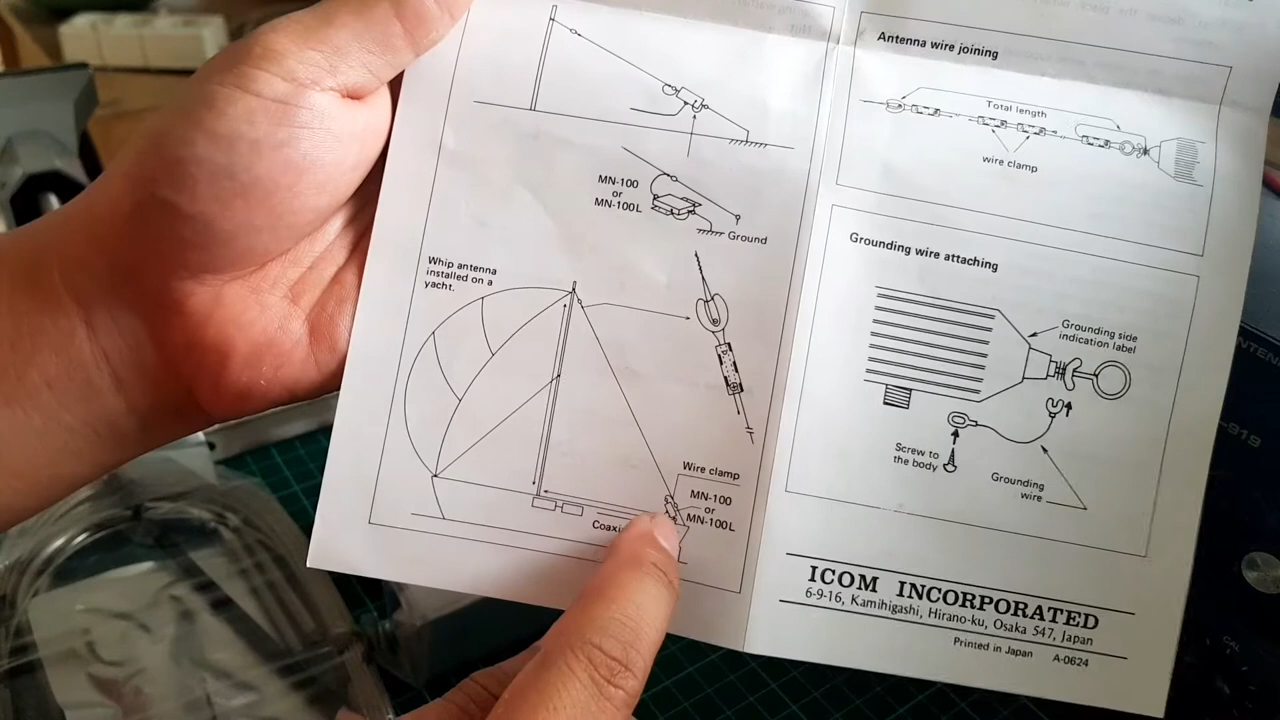 MN-100
or
MN-100L
Ground
Whip antenna
installed on a
yacht.
Wire clamp
MN-100
or
MN-100L
Antenna wire joining
Total length
wire clamp
Grounding wire attaching
Grounding side
indication label
Screw to
the body
Grounding
wire
ICOM INCORPORATED
6-9-16, Kamihigashi, Hirano-ku, Osaka 547, Japan
Printed in Japan A-0624
-919
CAL